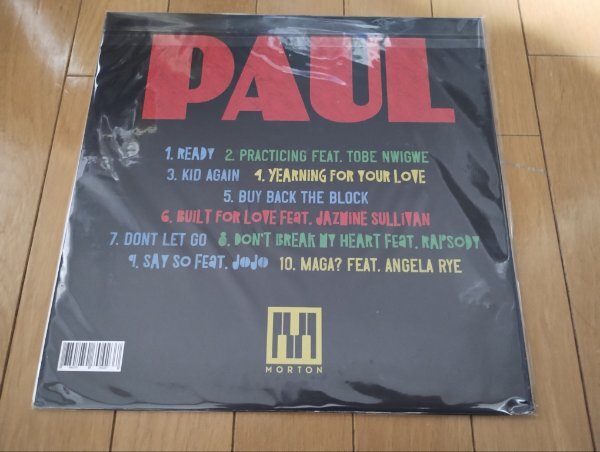 PAUL
1. READY 2. PRACTICING FEAT. TOBE NWIGWE
3. KID AGAIN 4. YEARNING FOR YOUR LOVE
5. BUY BACK THE BLOCK
6. BUILT FOR LOVE FEAT. JAZMINE SULLIVAN
7. DONT LET GO 8. DON'T BREAK MY HEART FEAT. RAPSODY
9. SAY SO FEAT. JOJO 10. MAGA? FEAT. ANGELA RYE
MORTON